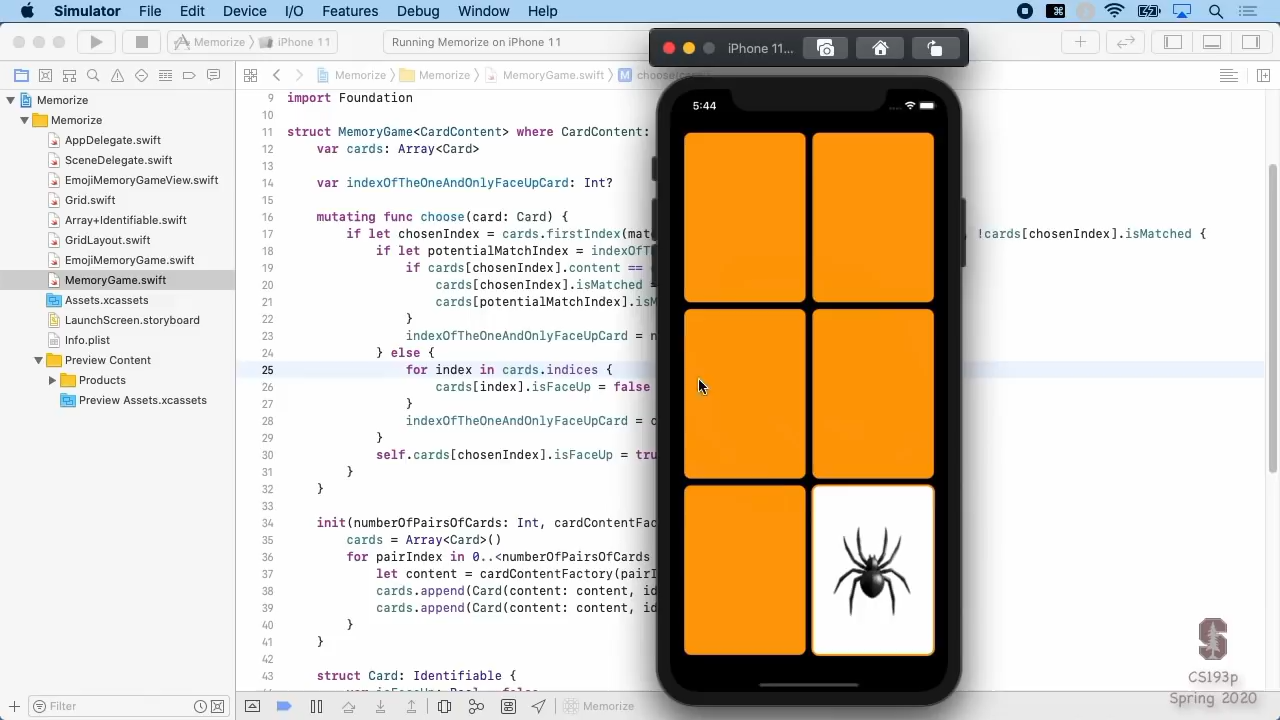 Simulator File Edit Device I/O Features Debug Window Help
Memorize iPhone 11
Running Memorize on iPhone 11
iPhone 11...
Memorize Memorize MemoryGame.swift M
5:44
Memorize
Memorize
AppDelegate.swift
SceneDelegate.swift
EmojiMemoryGameView.swift
Grid.swift
Array+Identifiable.swift
GridLayout.swift
EmojiMemoryGame.swift
MemoryGame.swift
Assets.xcassets
LaunchScreen.storyboard
Info.plist
Preview Content
Products
Preview Assets.xcassets
9 import Foundation
10
11 struct MemoryGame<CardContent> where CardContent:
12 var cards: Array<Card>
13
14 var indexOfTheOneAndOnlyFaceUpCard: Int?
15
16 mutating func choose(card: Card) {
17 if let chosenIndex = cards.firstIndex(mat , !cards[chosenIndex].isMatched {
18 if let potentialMatchIndex = indexOfT
19 if cards[chosenIndex].content ==
20 cards[chosenIndex].isMatched =
21 cards[potentialMatchIndex].isM
22 }
23 indexOfTheOneAndOnlyFaceUpCard = n
24 } else {
25 for index in cards.indices {
26 cards[index].isFaceUp = false
27 }
28 indexOfTheOneAndOnlyFaceUpCard = c
29 }
30 self.cards[chosenIndex].isFaceUp = tru
31 }
32 }
33
34 init(numberOfPairsOfCards: Int, cardContentFac
35 cards = Array<Card>()
36 for pairIndex in 0..<numberOfPairsOfCards
37 let content = cardContentFactory(pairI
38 cards.append(Card(content: content, id
39 cards.append(Card(content: content, id
40 }
41 }
42
43 struct Card: Identifiable {
Filter
Memorize
CS193p
Spring 2020